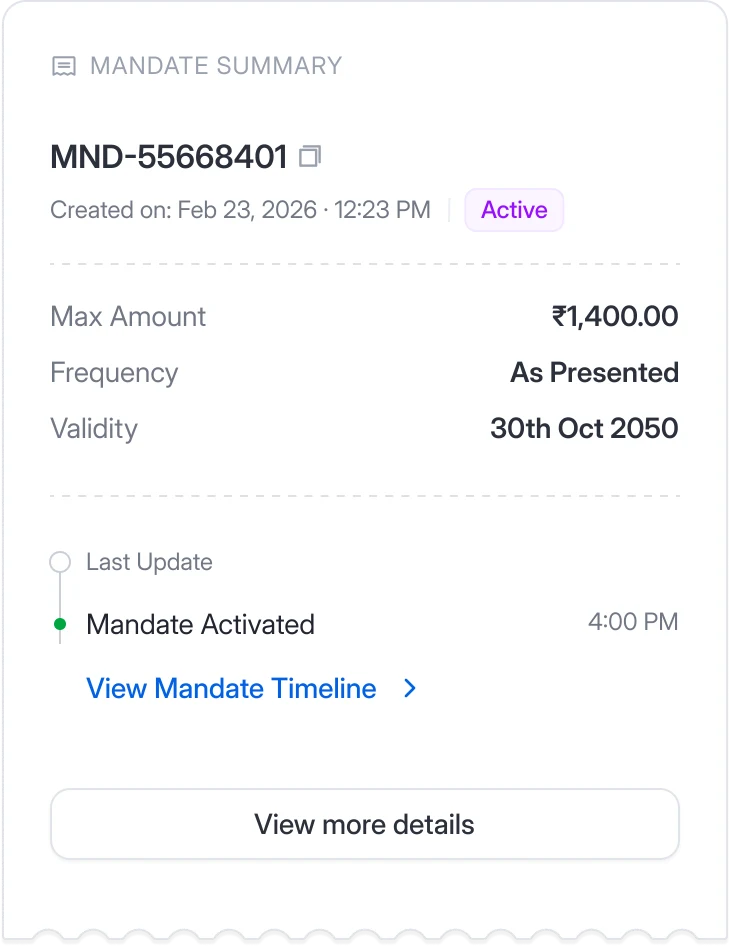 MANDATE SUMMARY
MND-55668401
Created on: Feb 23, 2026 · 12:23 PM Active
Max Amount ₹1,400.00
Frequency As Presented
Validity 30th Oct 2050
Last Update
Mandate Activated 4:00 PM
View Mandate Timeline
View more details